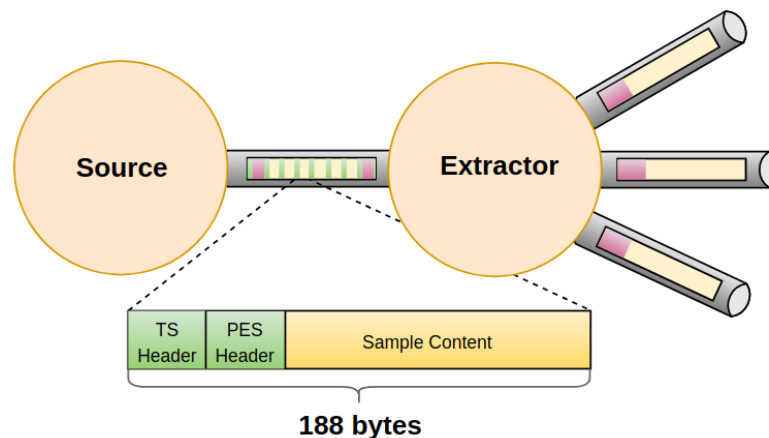 Source
Extractor
TS
Header
PES
Header
Sample Content
188 bytes